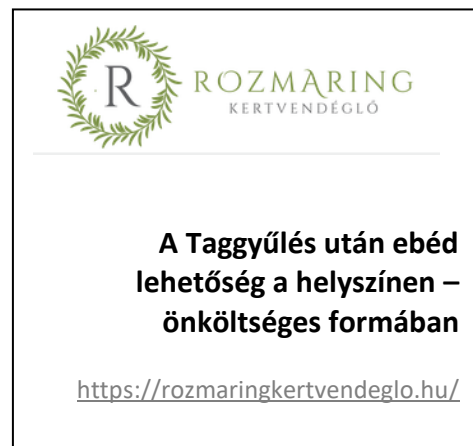 R
ROZMARING
KERTVENDÉGLŐ
A Taggyűlés után ebéd
lehetőség a helyszínen –
önköltséges formában
https://rozmaringkertvendeglo.hu/